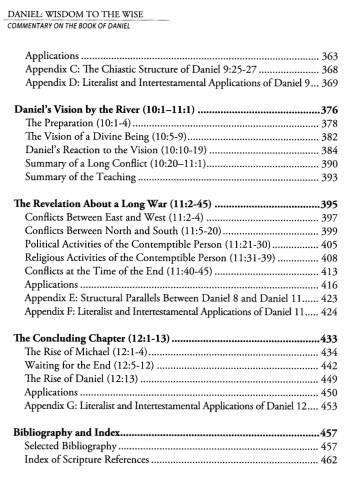 DANIEL: WISDOM TO THE WISE
COMMENTARY ON THE BOOK OF DANIEL
Applications ................................................................ 363
Appendix C: The Chiastic Structure of Daniel 9:25-27 .................. 368
Appendix D: Literalist and Intertestamental Applications of Daniel 9 ... 369
Daniel's Vision by the River (10:1–11:1) ....................................376
The Preparation (10:1-4) ................................................ 378
The Vision of a Divine Being (10:5-9) .................................. 382
Daniel's Reaction to the Vision (10:10-19) ............................. 384
Summary of a Long Conflict (10:20–11:1) ................................ 390
Summary of the Teaching ................................................ 393
The Revelation About a Long War (11:2-45) ..................................395
Conflicts Between East and West (11:2-4) ............................... 397
Conflicts Between North and South (11:5-20) ............................ 399
Political Activities of the Contemptible Person (11:21-30) ............. 405
Religious Activities of the Contemptible Person (11:31-39) ............. 408
Conflicts at the Time of the End (11:40-45) ............................ 413
Applications ................................................................ 416
Appendix E: Structural Parallels Between Daniel 8 and Daniel 11 ...... 423
Appendix F: Literalist and Intertestamental Applications of Daniel 11 ..... 424
The Concluding Chapter (12:1-13) ............................................433
The Rise of Michael (12:1-4) ............................................ 434
Waiting for the End (12:5-12) ........................................... 442
The Rise of Daniel (12:13) .............................................. 449
Applications ................................................................ 450
Appendix G: Literalist and Intertestamental Applications of Daniel 12 .... 453
Bibliography and Index......................................................457
Selected Bibliography ................................................... 457
Index of Scripture References ........................................... 462